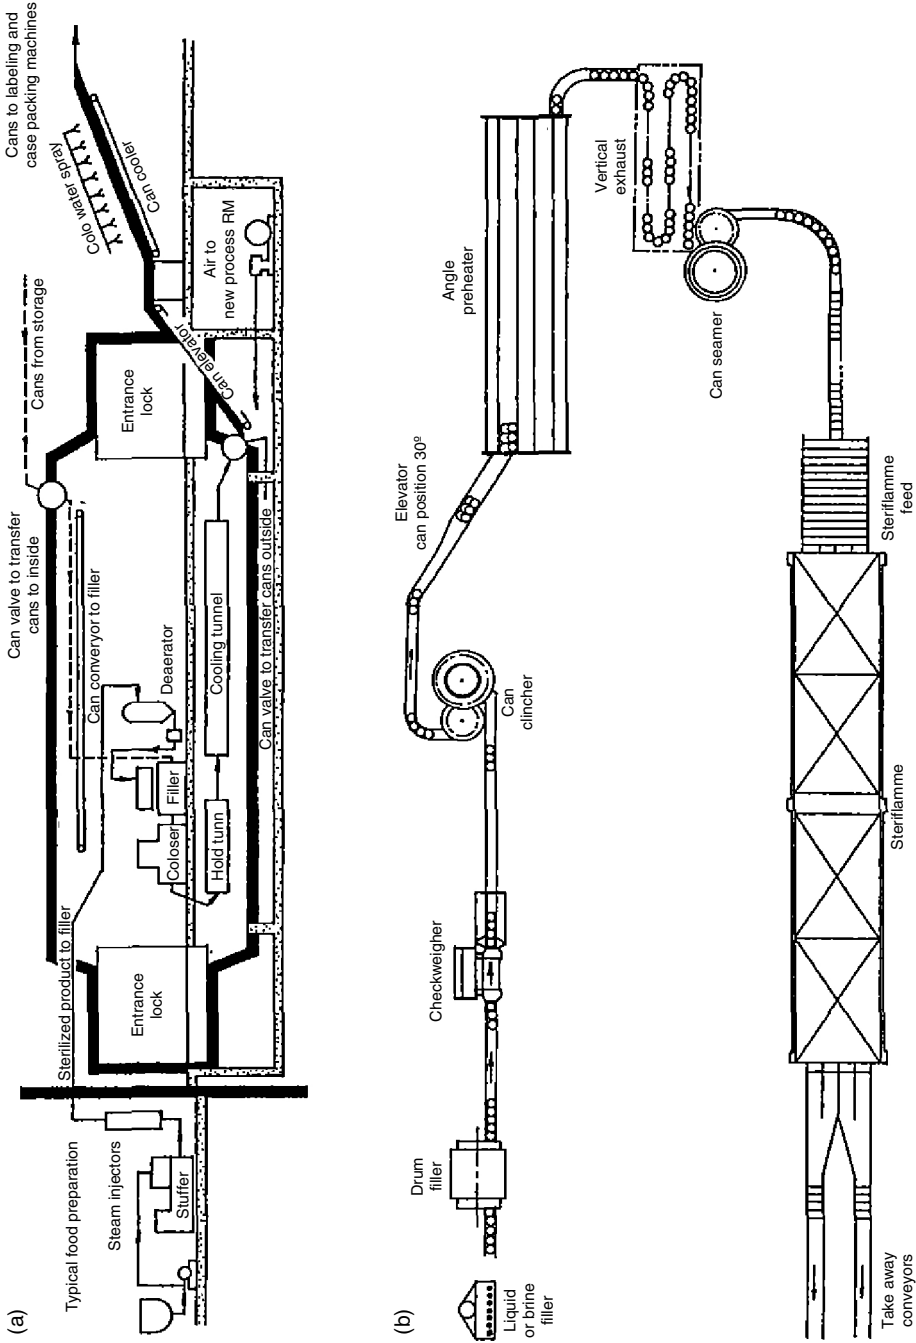 (a)
Typical food preparation
Steam injectors
Stuffer
Sterilized product to filler
Entrance
lock
Can valve to transfer
cans to inside
Cans from storage
Can converyor to filler
Deaerator
Filler
Coloser
Hold tunn
Cooling tunnel
Can valve to transfer cans outside
Entrance
lock
Can elevator
Air to
new process RM
Colo water spray
Can cooler
Cans to labeling and
case packing machines
(b)
Liquid
or brine
filler
Drum
filler
Checkweigher
Can
clincher
Elevator
can position 30º
Angle
preheater
Vertical
exhaust
Can seamer
Steriflamme
feed
Steriflamme
Take away
conveyors